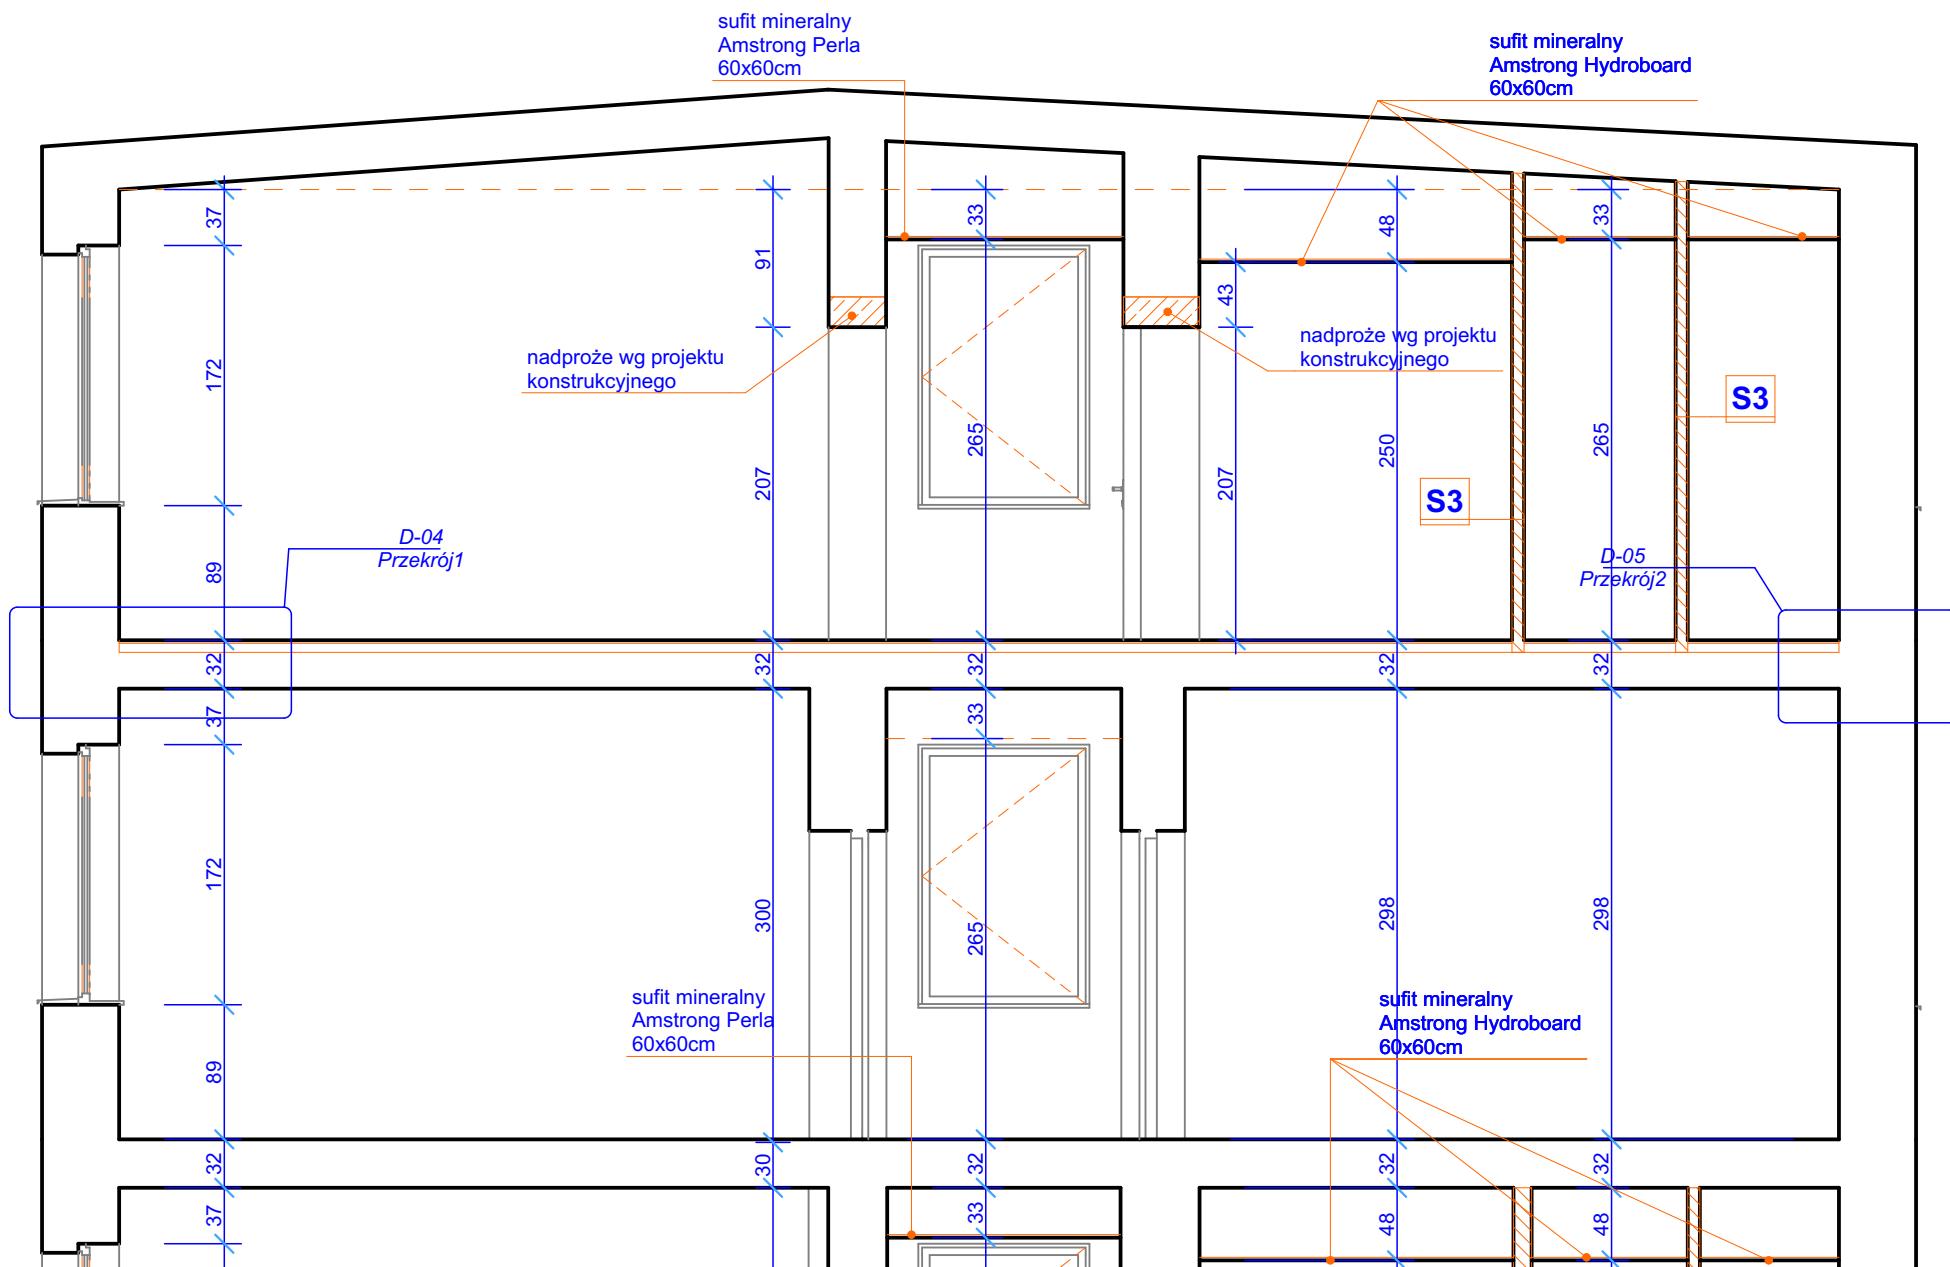 sufit mineralny
Amstrong Perla
60x60cm
sufit mineralny
Amstrong Hydroboard
60x60cm
37
91
33
48
33
43
nadproże wg projektu
konstrukcyjnego
nadproże wg projektu
konstrukcyjnego
172
S3
265
250
265
207
207
S3
D-04
Przekrój1
D-05
Przekrój2
89
32
32
32
32
32
37
33
172
300
265
298
298
sufit mineralny
Amstrong Perla
60x60cm
sufit mineralny
Amstrong Hydroboard
60x60cm
89
32
30
32
32
32
37
33
48
48